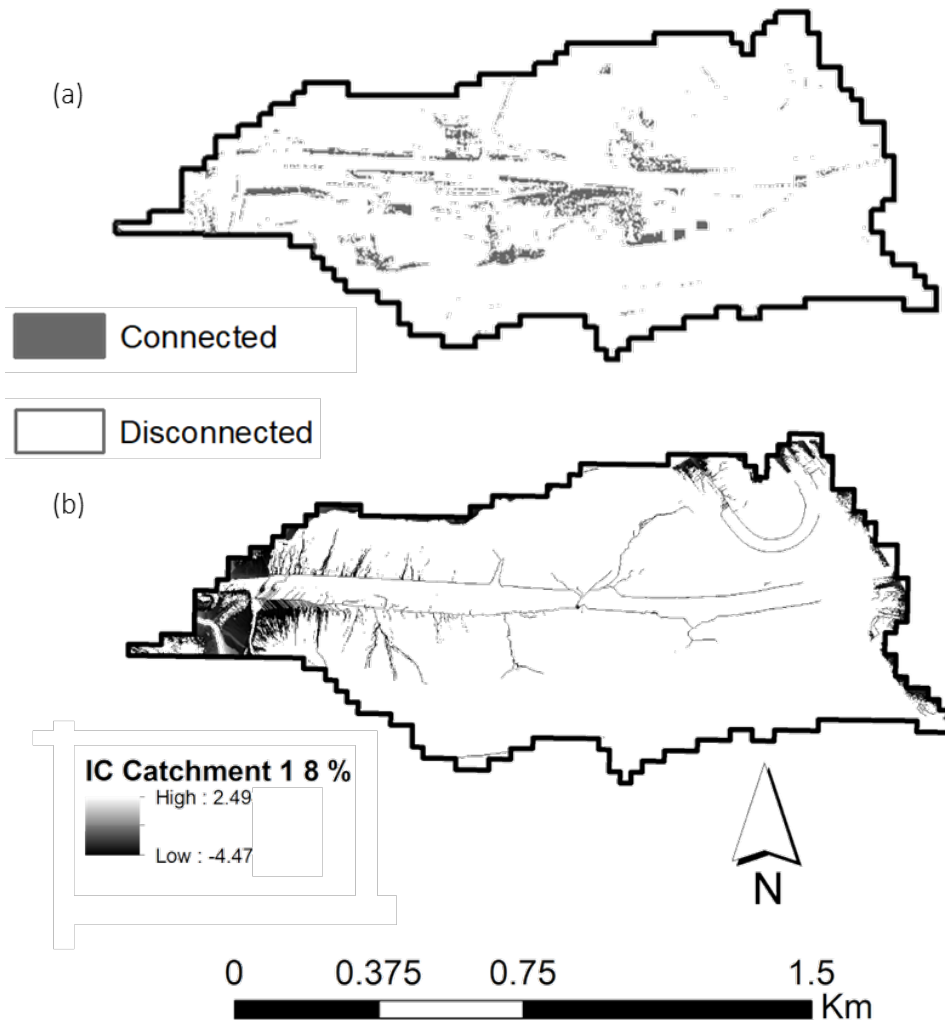 (a)
Connected
Disconnected
(b)
IC Catchment 1 8 %
High : 2.49
Low : -4.47
N
0 0.375 0.75 1.5
Km